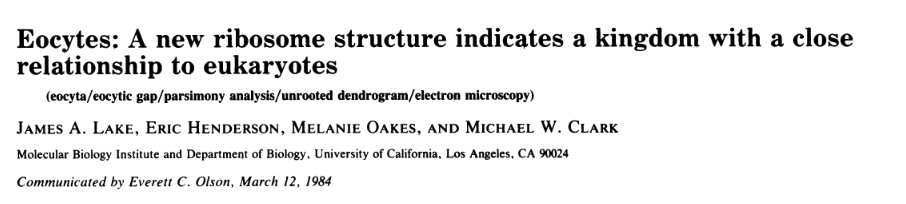 Eocytes: A new ribosome structure indicates a kingdom with a close
relationship to eukaryotes
(eocyta/eocytic gap/parsimony analysis/unrooted dendrogram/electron microscopy)
JAMES A. LAKE, ERIC HENDERSON, MELANIE OAKES, AND MICHAEL W. CLARK
Molecular Biology Institute and Department of Biology, University of California, Los Angeles, CA 90024
Communicated by Everett C. Olson, March 12, 1984